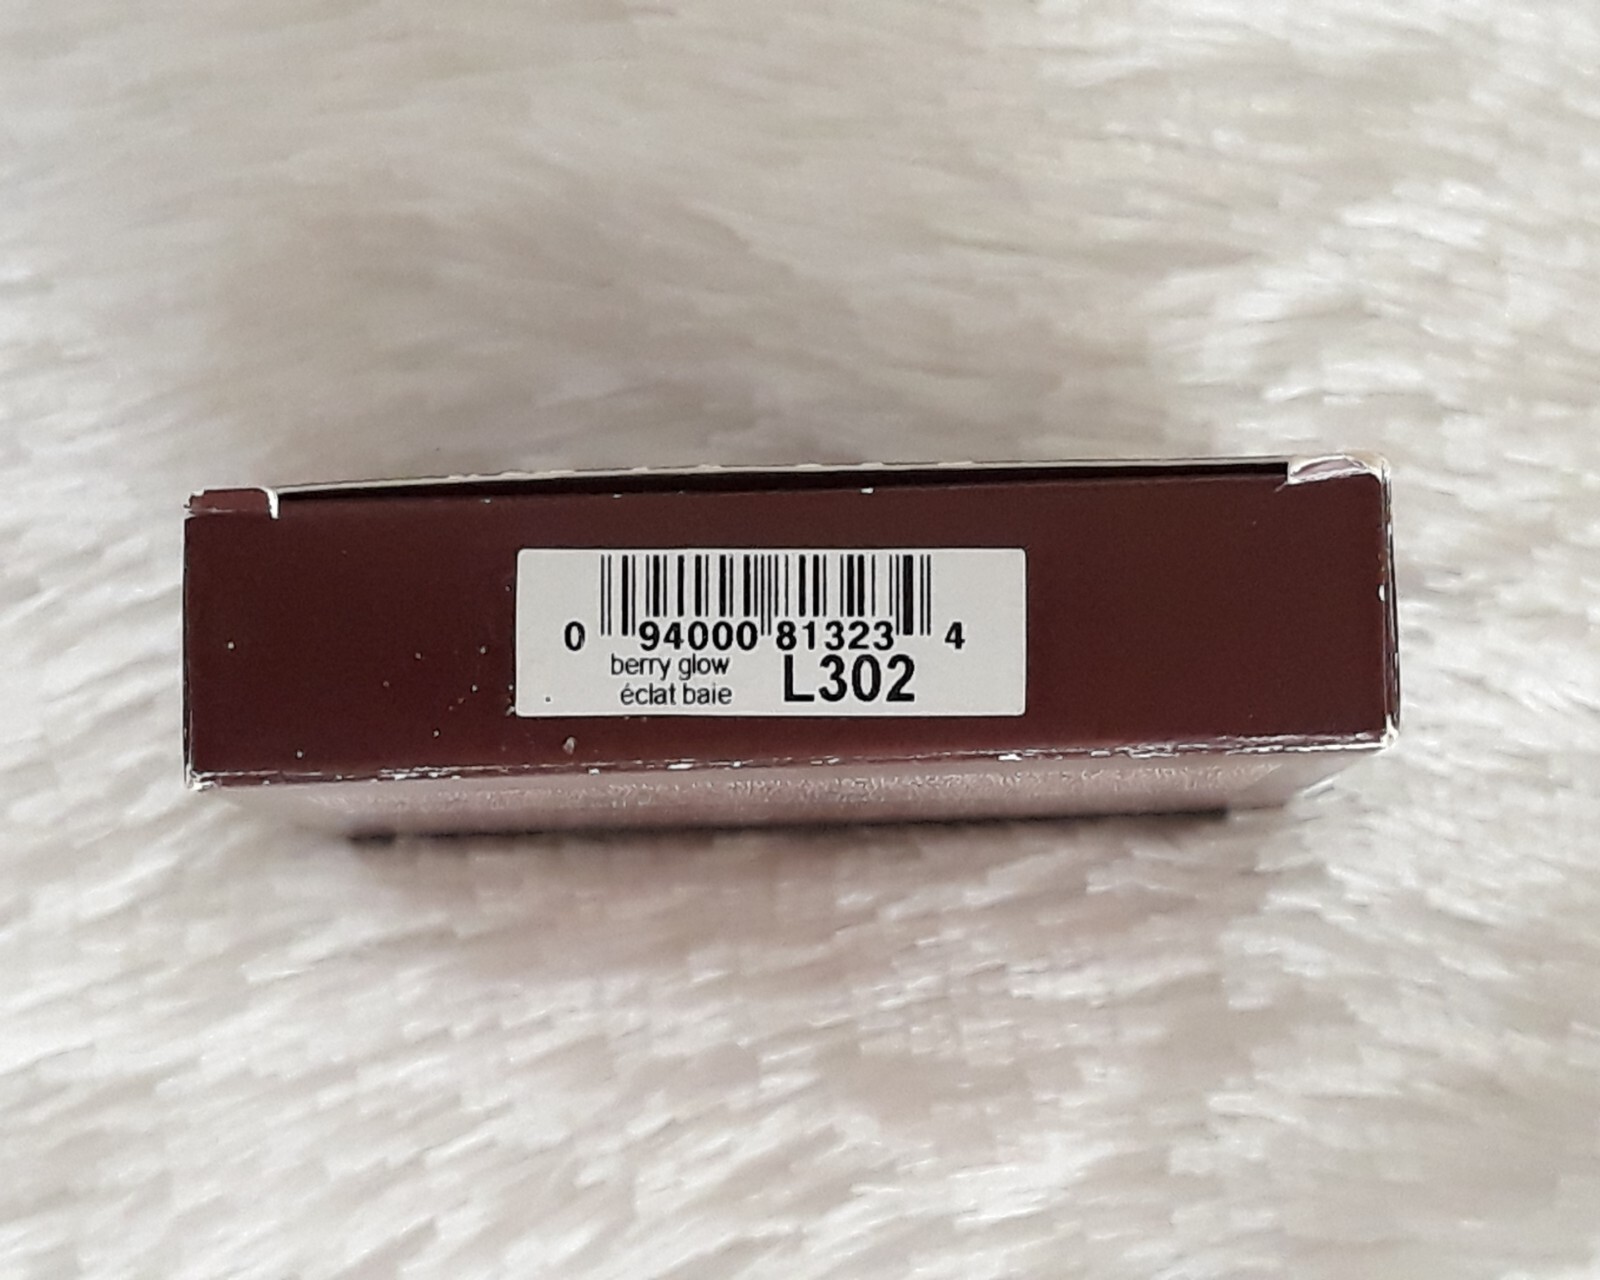 0 94000 81323 4
berry glow
éclat baie
L302